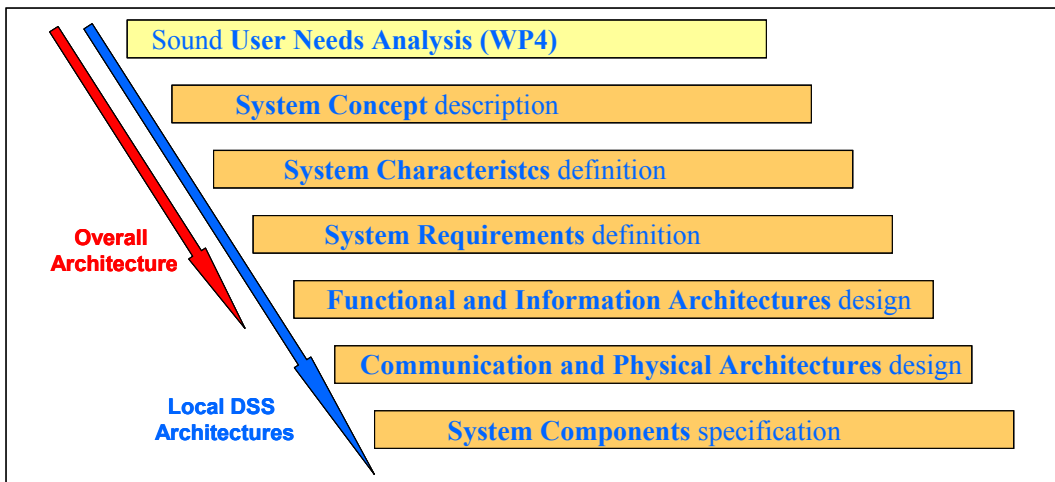 Sound User Needs Analysis (WP4)
System Concept description
System Characteristcs definition
System Requirements definition
Overall
Architecture
Functional and Information Architectures design
Communication and Physical Architectures design
Local DSS
Architectures
System Components specification